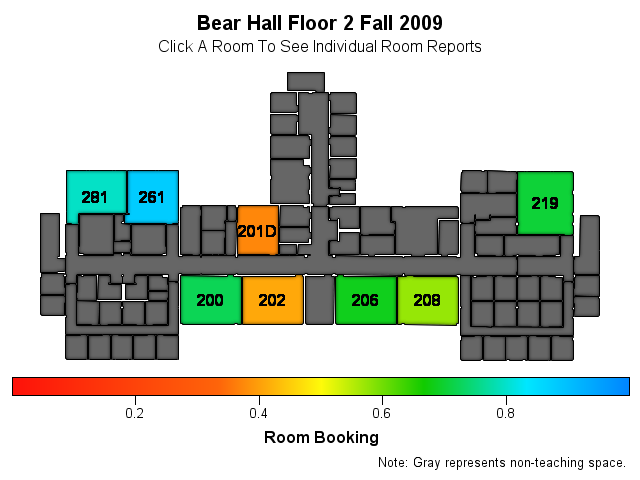 Bear Hall Floor 2 Fall 2009
Click A Room To See Individual Room Reports
281
261
219
201D
200
202
206
208
0.2
0.4
0.6
0.8
Room Booking
Note: Gray represents non-teaching space.